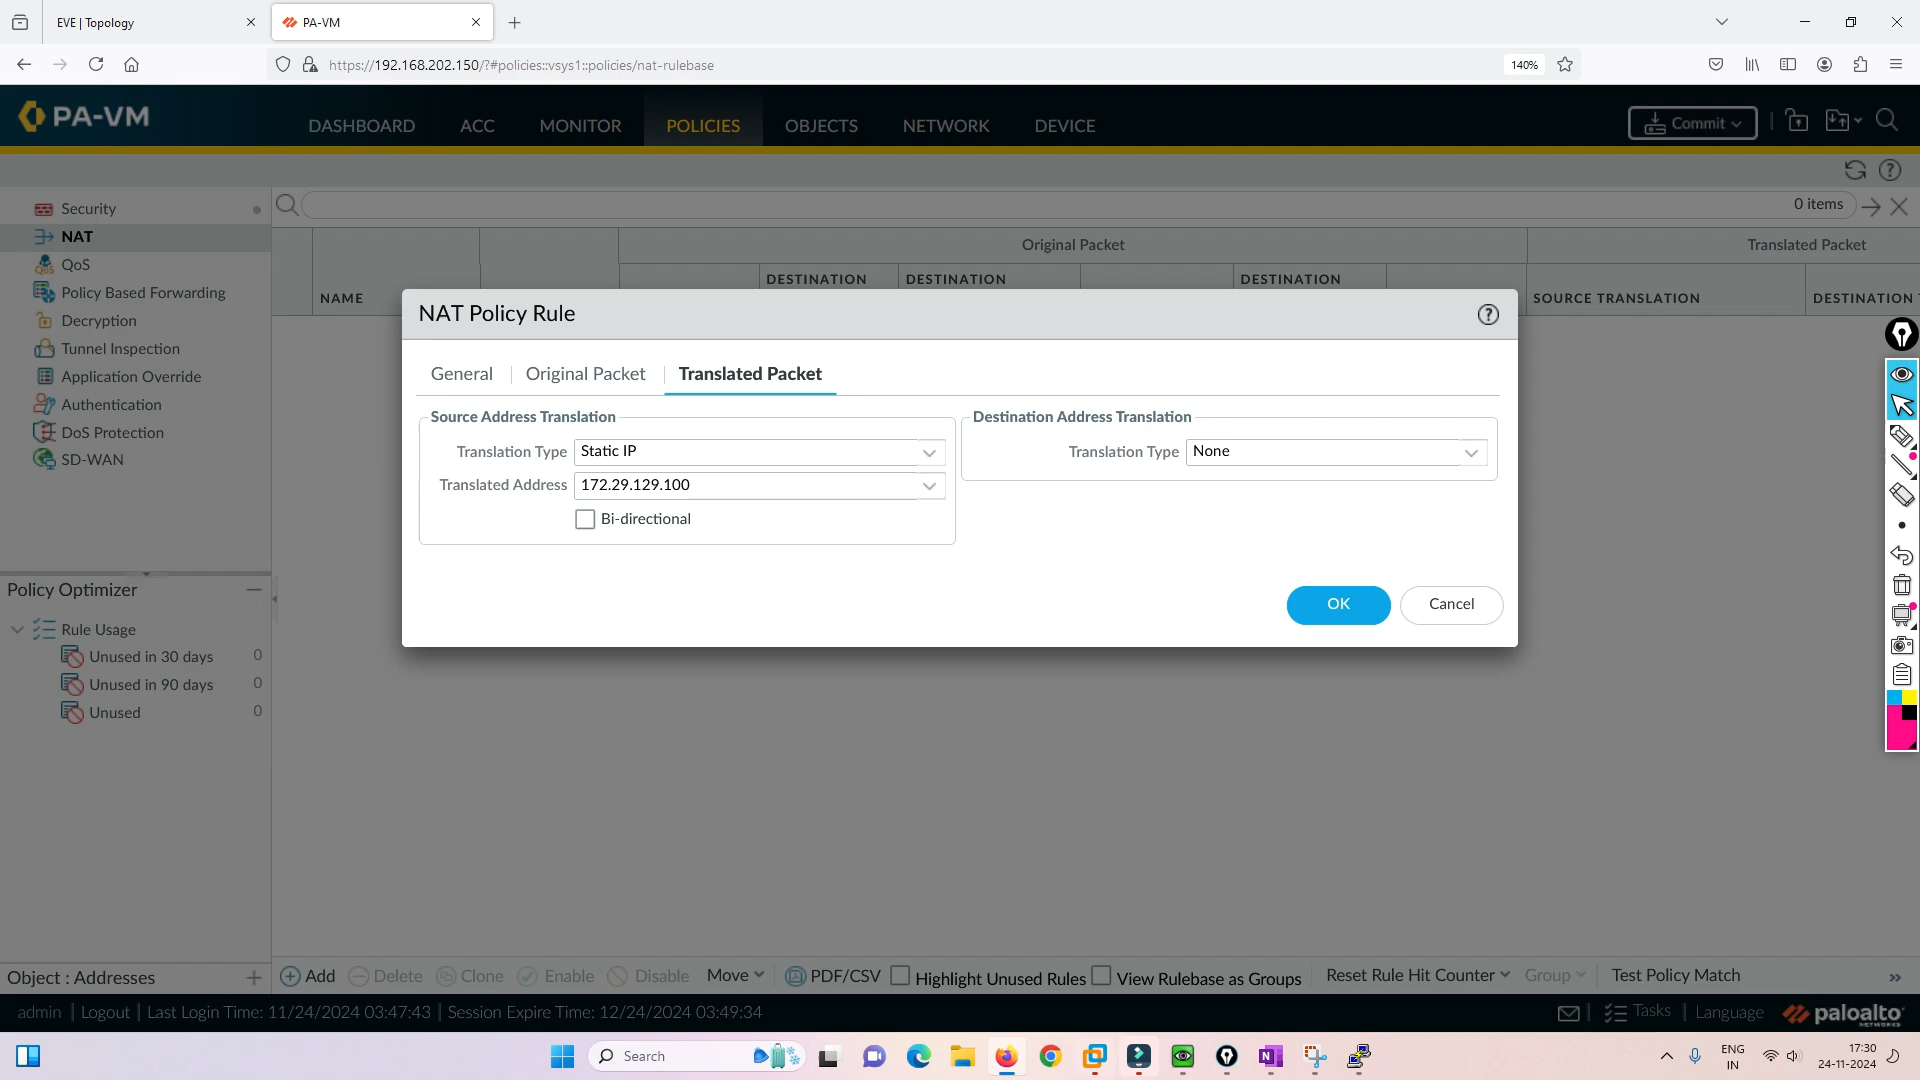 EVE | Topology
PA-VM
https://192.168.202.150/?#policies::vsys1::policies/nat-rulebase
140%
PA-VM
DASHBOARD
ACC
MONITOR
POLICIES
OBJECTS
NETWORK
DEVICE
Commit
Security
NAT
QoS
Policy Based Forwarding
Decryption
Tunnel Inspection
Application Override
Authentication
DoS Protection
SD-WAN
0 items
Original Packet
Translated Packet
NAME
DESTINATION
DESTINATION
DESTINATION
SOURCE TRANSLATION
DESTINATION
NAT Policy Rule
General
Original Packet
Translated Packet
Source Address Translation
Translation Type
Static IP
Translated Address
172.29.129.100
Bi-directional
Destination Address Translation
Translation Type
None
OK
Cancel
Policy Optimizer
Rule Usage
Unused in 30 days 0
Unused in 90 days 0
Unused 0
Object : Addresses
Add
Delete
Clone
Enable
Disable
Move
PDF/CSV
Highlight Unused Rules
View Rulebase as Groups
Reset Rule Hit Counter
Group
Test Policy Match
admin | Logout | Last Login Time: 11/24/2024 03:47:43 | Session Expire Time: 12/24/2024 03:49:34
Tasks | Language
paloalto
NETWORKS
Search
ENG
IN
17:30
24-11-2024